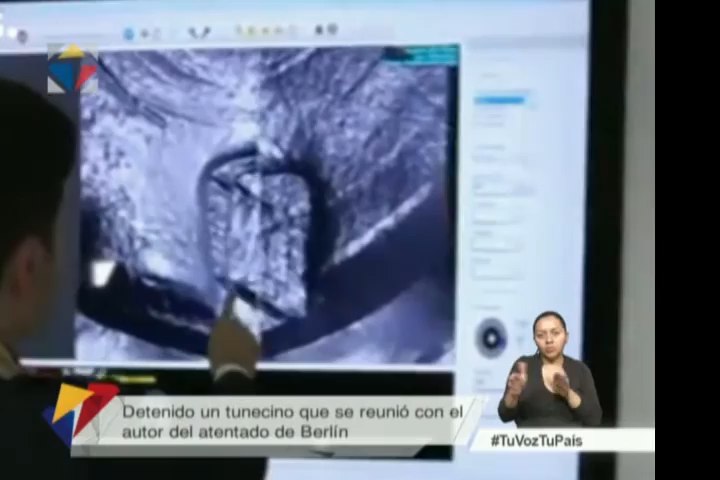 Detenido un tunecino que se reunió con el
autor del atentado de Berlín
#TuVozTuPaís